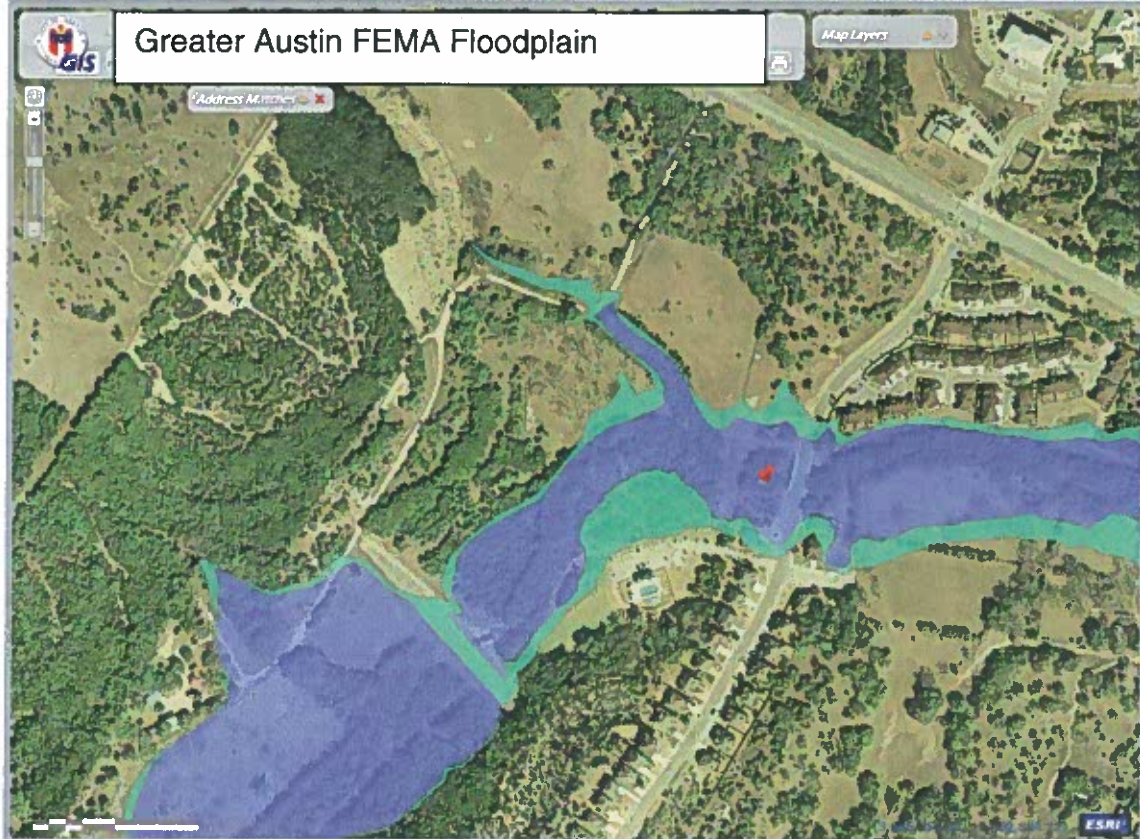 GIS
Greater Austin FEMA Floodplain
Map Layers
Address Matches
ESRI